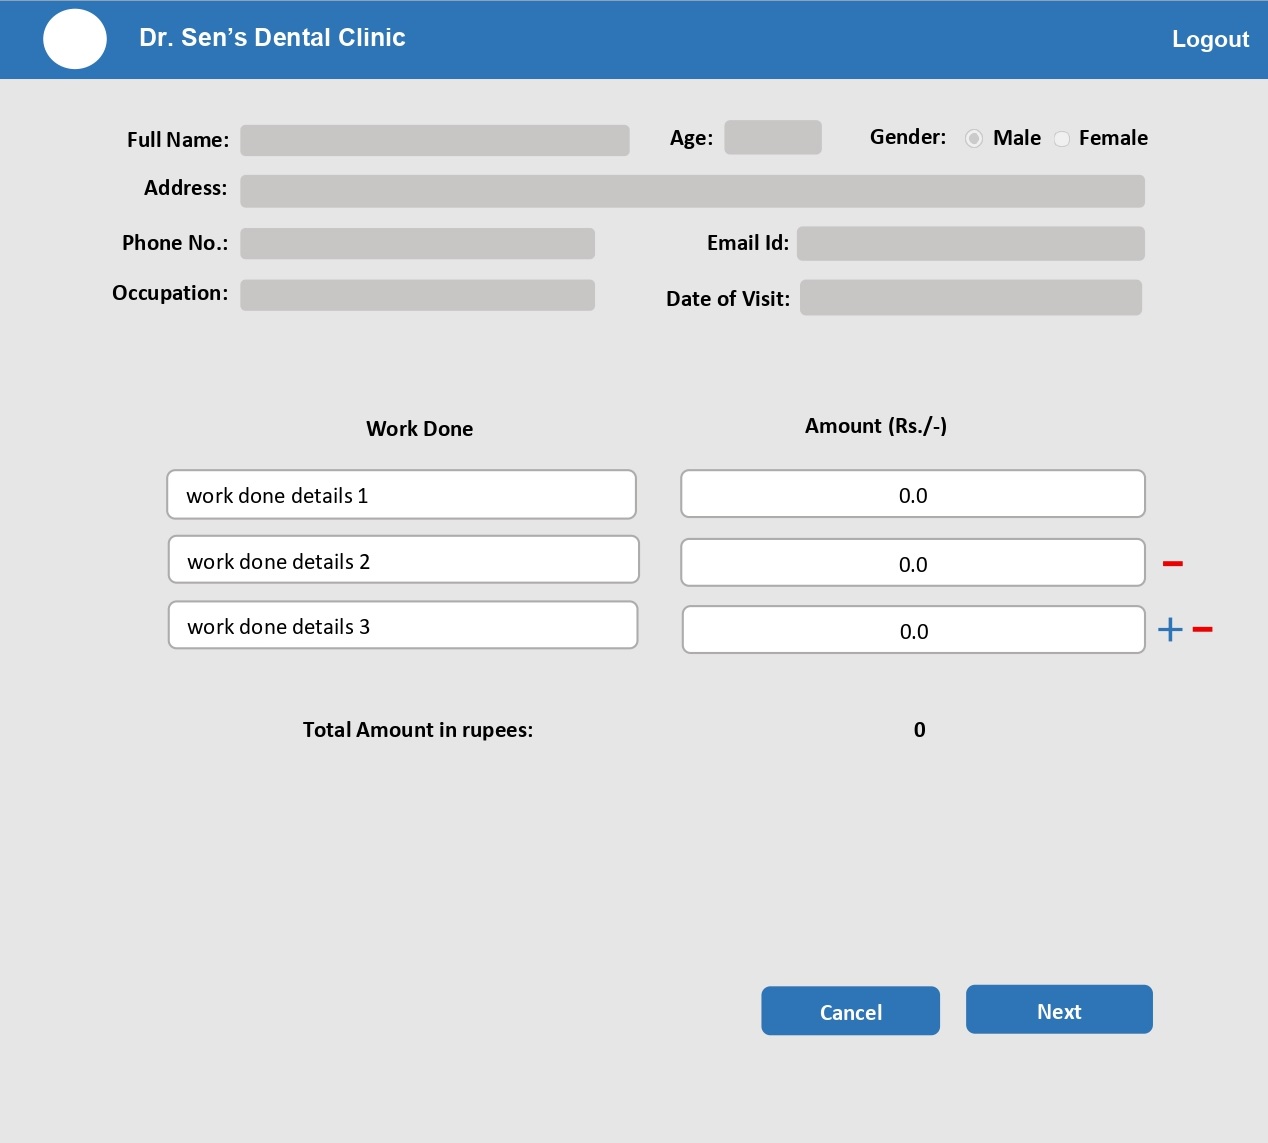 Dr. Sen’s Dental Clinic
Logout
Full Name:
Age:
Gender:
Male
Female
Address:
Phone No.:
Email Id:
Occupation:
Date of Visit:
Work Done
Amount (Rs./-)
work done details 1
0.0
work done details 2
0.0
work done details 3
0.0
Total Amount in rupees:
0
Cancel
Next